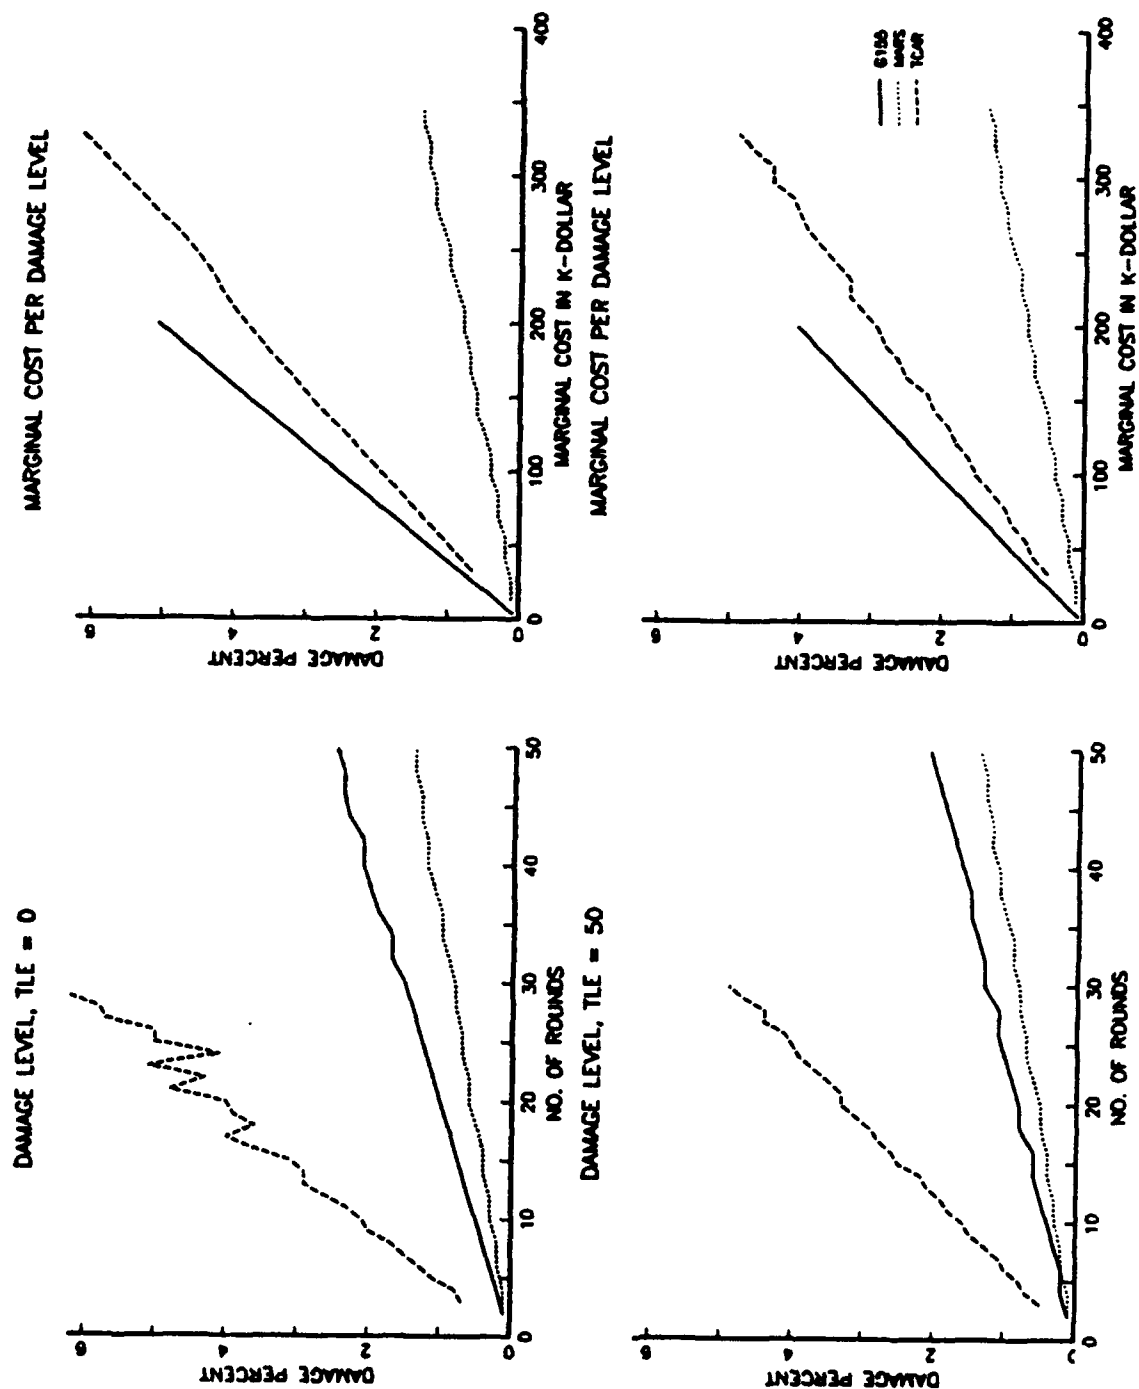 DAMAGE LEVEL, TLE = 0
DAMAGE PERCENT
6
4
2
0
0 10 20 30 40 50
NO. OF ROUNDS
MARGINAL COST PER DAMAGE LEVEL
DAMAGE PERCENT
6
4
2
0
0 100 200 300 400
MARGINAL COST IN K-DOLLAR
DAMAGE LEVEL, TLE = 50
DAMAGE PERCENT
6
4
2
0 10 20 30 40 50
NO. OF ROUNDS
MARGINAL COST PER DAMAGE LEVEL
DAMAGE PERCENT
6
4
2
0
0 100 200 300 400
MARGINAL COST IN K-DOLLAR
G155
MARS
TCAR